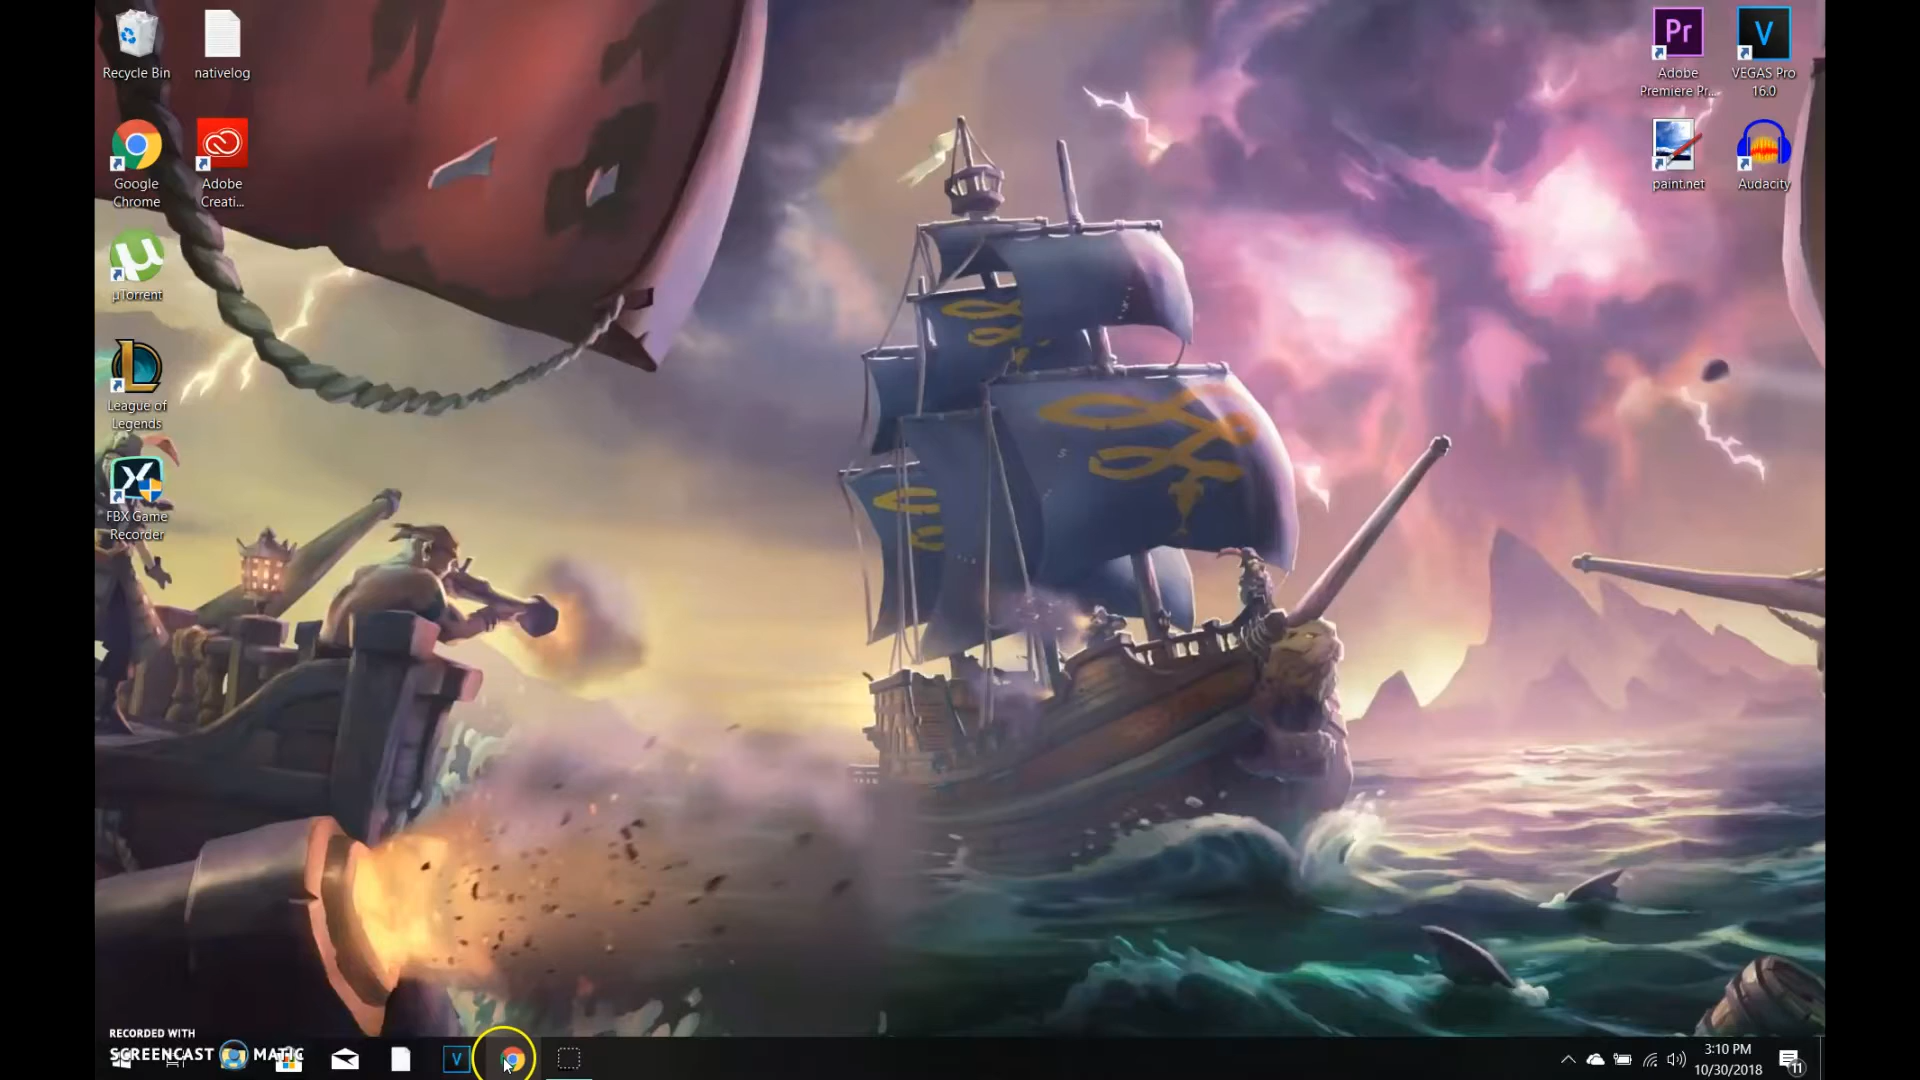 Recycle Bin
nativelog
Google
Chrome
Adobe
Creati...
µTorrent
League of
Legends
FBX Game
Recorder
Pr
Adobe
Premiere Pr...
V
VEGAS Pro
16.0
paint.net
Audacity
RECORDED WITH
SCREENCAST MATIC
V
3:10 PM
10/30/2018
11